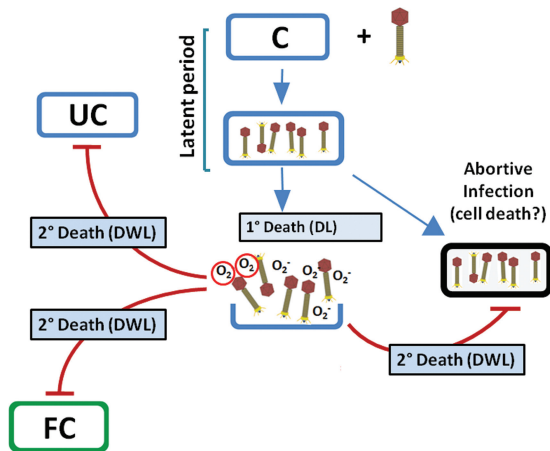 C +
Latent period
UC
Abortive
Infection
(cell death?)
2° Death (DWL)
1° Death (DL)
O2 O2 O2- O2- O2-
O2-
2° Death (DWL)
2° Death (DWL)
FC